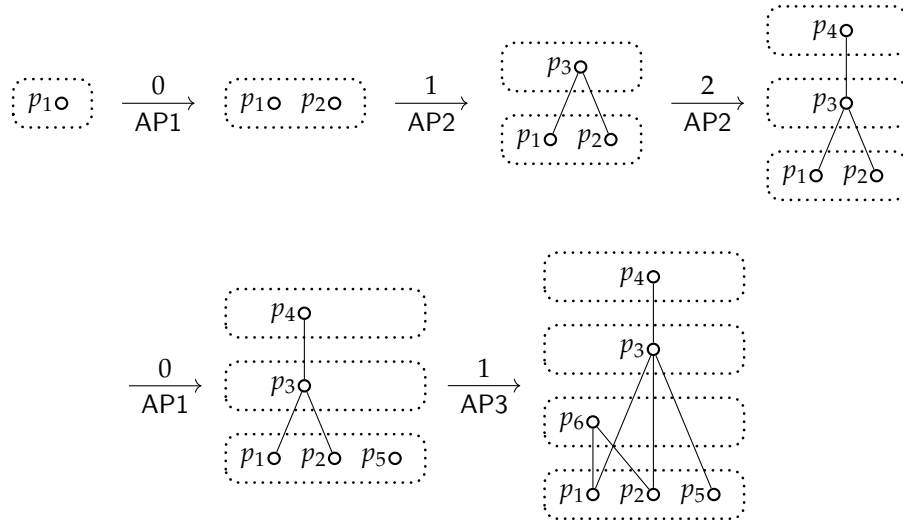 p₄
0 1 p₃ 2 p₃
p₁ p₁ p₂
AP1 AP2 p₁ p₂ AP2
p₁ p₂
p₄
p₄
0 p₃ 1 p₃
AP1 AP3
p₆
p₁ p₂ p₅
p₁ p₂ p₅